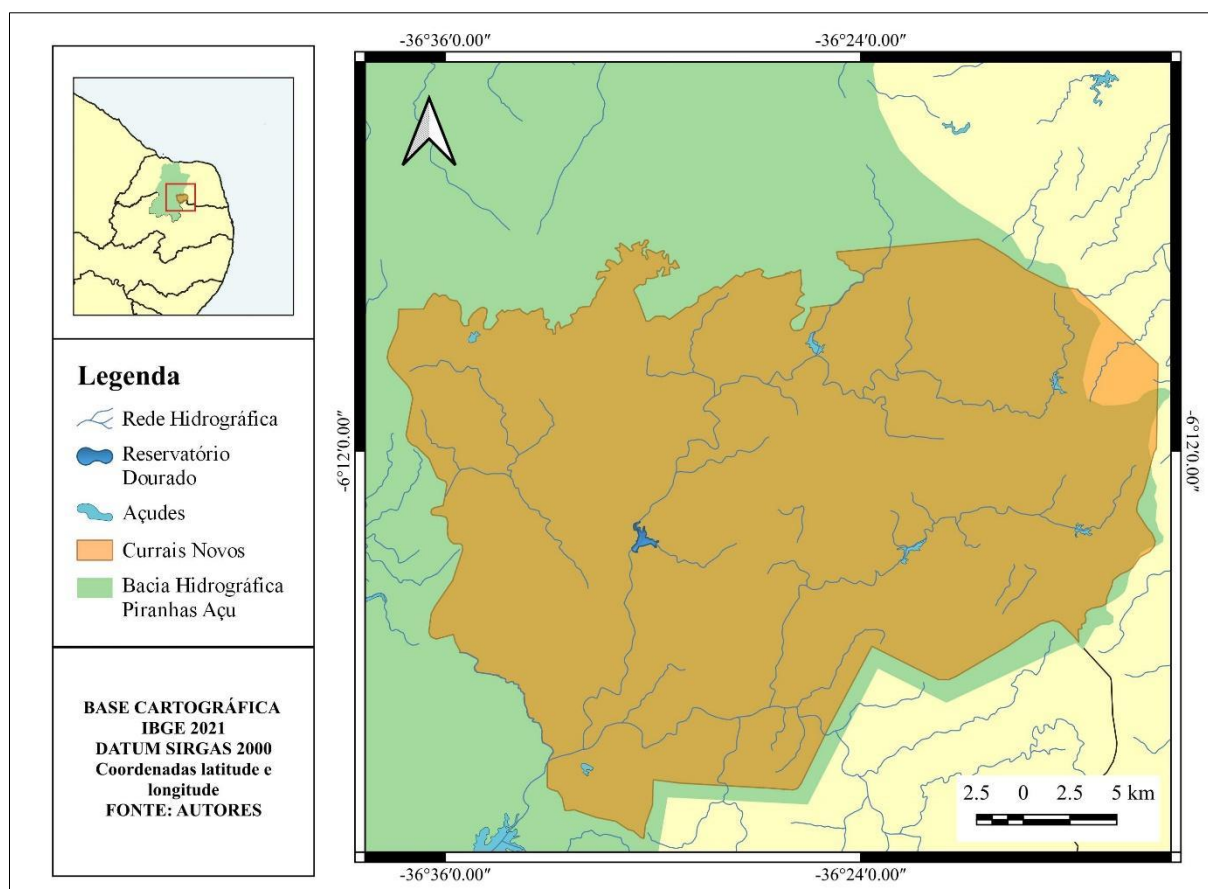 -36°36′0.00″
-36°24′0.00″
Legenda
Rede Hidrográfica
Reservatório
Dourado
Açudes
Currais Novos
Bacia Hidrográfica
Piranhas Açu
BASE CARTOGRÁFICA
IBGE 2021
DATUM SIRGAS 2000
Coordenadas latitude e
longitude
FONTE: AUTORES
-6°12′0.00″
-6°12′0.00″
2.5 0 2.5 5 km
-36°36′0.00″
-36°24′0.00″